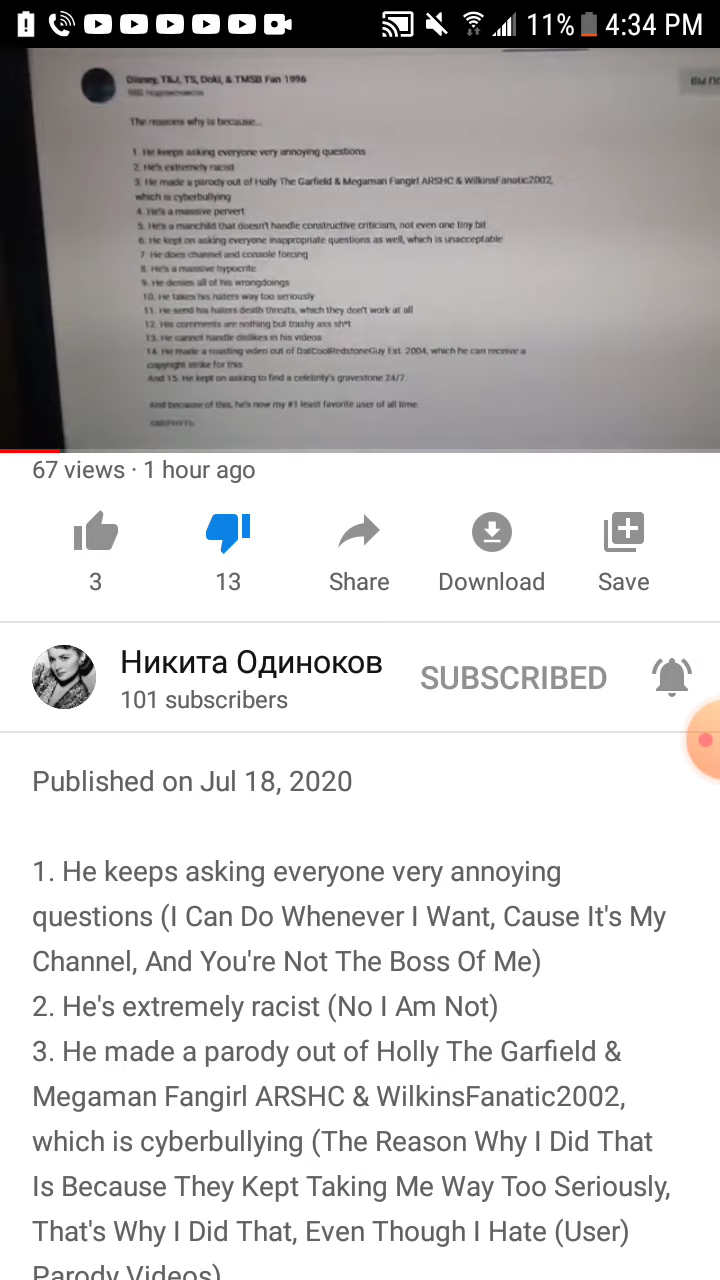 11% 4:34 PM
Disney, T&J, TS, Doki, & TMSB Fan 1996
The reasons why is because...
1. He keeps asking everyone very annoying questions
2. He's extremely racist
3. He made a parody out of Holly The Garfield & Megaman Fangirl ARSHC & WilkinsFanatic2002,
which is cyberbullying
4. He's a massive pervert
5. He's a manchild that doesn't handle constructive criticism, not even one tiny bit
6. He kept on asking everyone inappropriate questions as well, which is unacceptable
7. He does channel and console forcing
8. He's a massive hypocrite
9. He denies all of his wrongdoings
10. He takes his haters way too seriously
11. He send his haters death threats, which they don't work at all
12. His comments are nothing but trashy ass sh*t
13. He cannot handle dislikes in his videos
14. He made a roasting video out of DatCoolRedstoneGuy Est. 2004, which he can receive a
copyright strike for this
And 15. He kept on asking to find a celebrity's gravestone 24/7
And because of this, he's now my #1 least favorite user of all time
67 views · 1 hour ago
3 13 Share Download Save
Никита Одиноков
101 subscribers
SUBSCRIBED
Published on Jul 18, 2020
1. He keeps asking everyone very annoying
questions (I Can Do Whenever I Want, Cause It's My
Channel, And You're Not The Boss Of Me)
2. He's extremely racist (No I Am Not)
3. He made a parody out of Holly The Garfield &
Megaman Fangirl ARSHC & WilkinsFanatic2002,
which is cyberbullying (The Reason Why I Did That
Is Because They Kept Taking Me Way Too Seriously,
That's Why I Did That, Even Though I Hate (User)
Parody Videos)